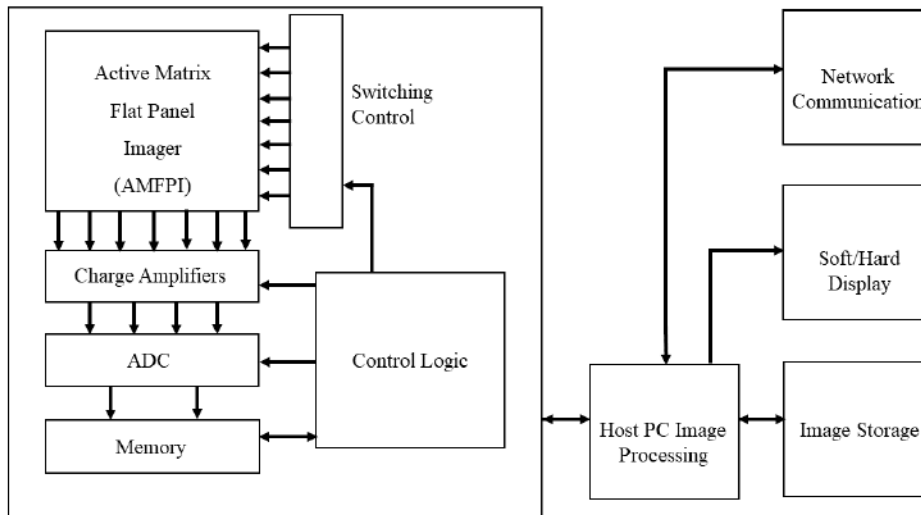 Active Matrix
Flat Panel
Imager
(AMFPI)
Switching
Control
Charge Amplifiers
ADC
Memory
Control Logic
Host PC Image
Processing
Network
Communication
Soft/Hard
Display
Image Storage